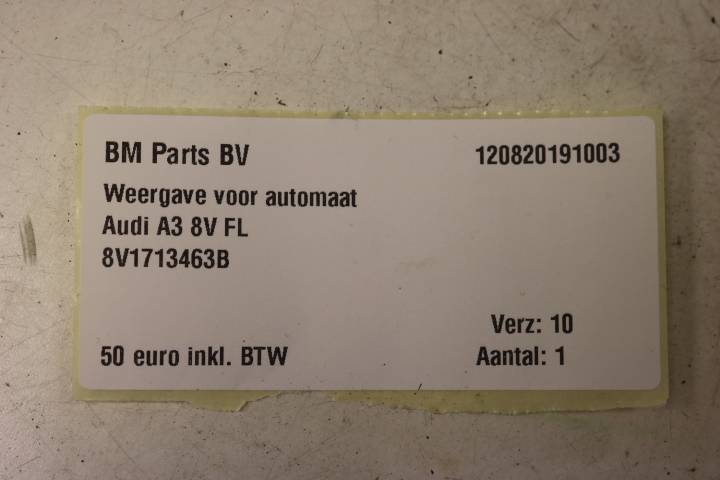 BM Parts BV 120820191003
Weergave voor automaat
Audi A3 8V FL
8V1713463B
Verz: 10
50 euro inkl. BTW Aantal: 1